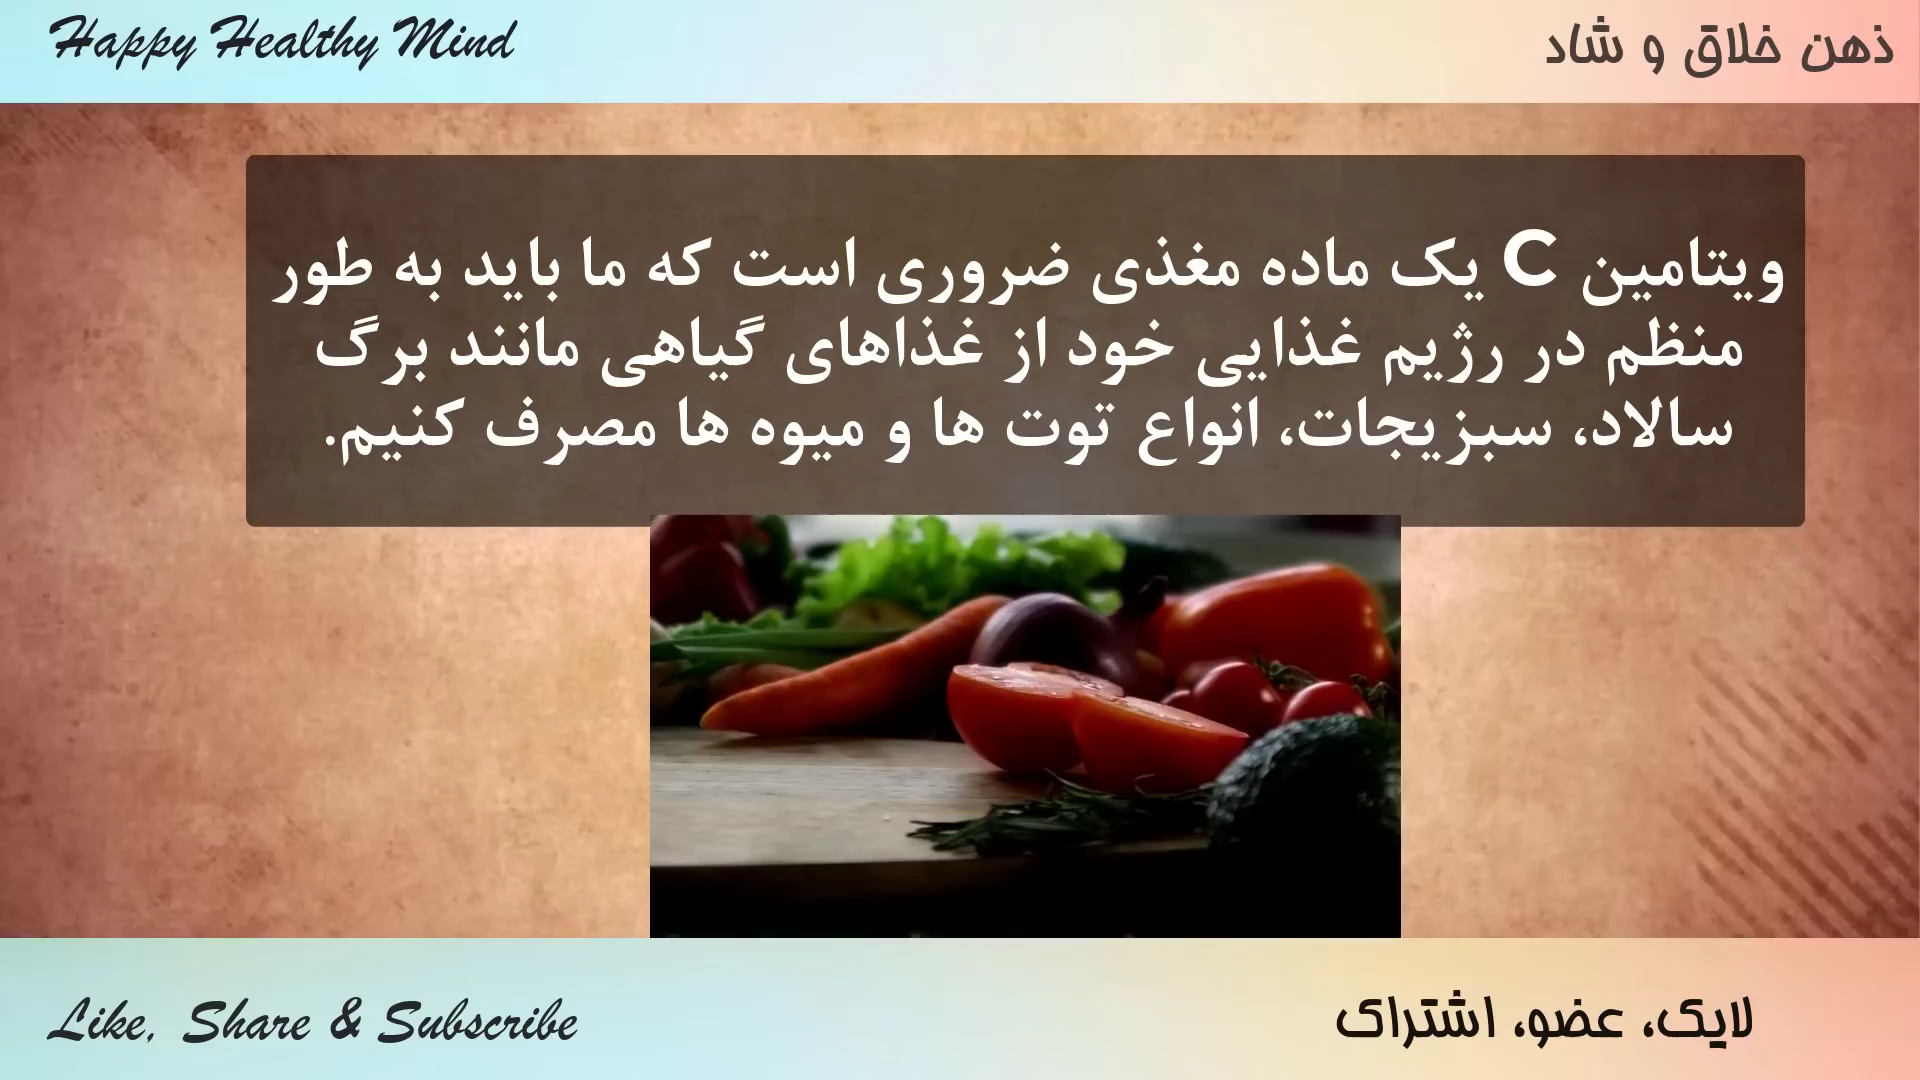 Happy Healthy Mind
ذهن خلاق و شاد
ویتامین C یک ماده مغذی ضروری است که ما باید به طور
منظم در رژیم غذایی خود از غذاهای گیاهی مانند برگ
سالاد، سبزیجات، انواع توت ها و میوه ها مصرف کنیم.
Like, Share & Subscribe
لایک، عضو، اشتراک